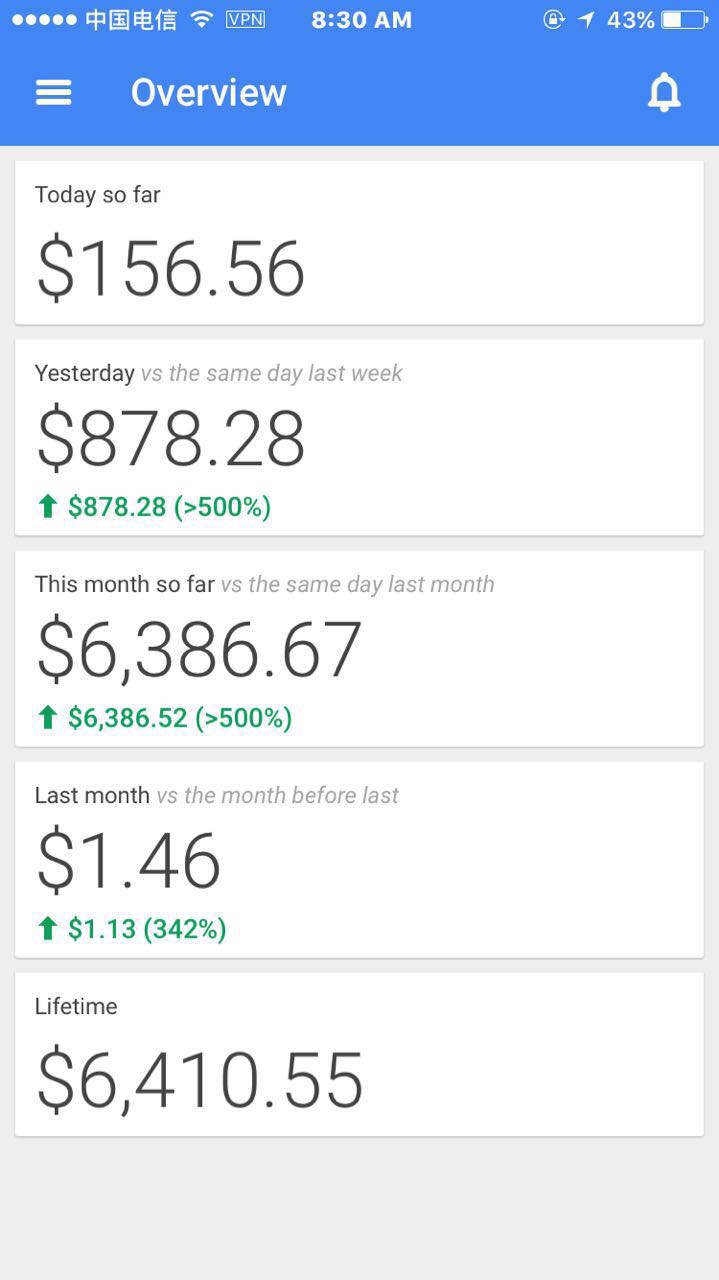 中国电信 VPN 8:30 AM 43%
Overview
Today so far
$156.56
Yesterday vs the same day last week
$878.28
$878.28 (>500%)
This month so far vs the same day last month
$6,386.67
$6,386.52 (>500%)
Last month vs the month before last
$1.46
$1.13 (342%)
Lifetime
$6,410.55